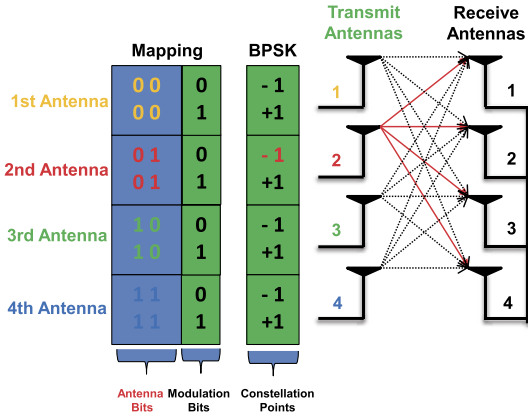 Mapping
BPSK
Transmit
Antennas
Receive
Antennas
1st Antenna
0 0 0 - 1
0 0 1 +1
2nd Antenna
0 1 0 - 1
0 1 1 +1
3rd Antenna
1 0 0 - 1
1 0 1 +1
4th Antenna
1 1 0 - 1
1 1 1 +1
1
2
3
4
1
2
3
4
Antenna
Bits
Modulation
Bits
Constellation
Points